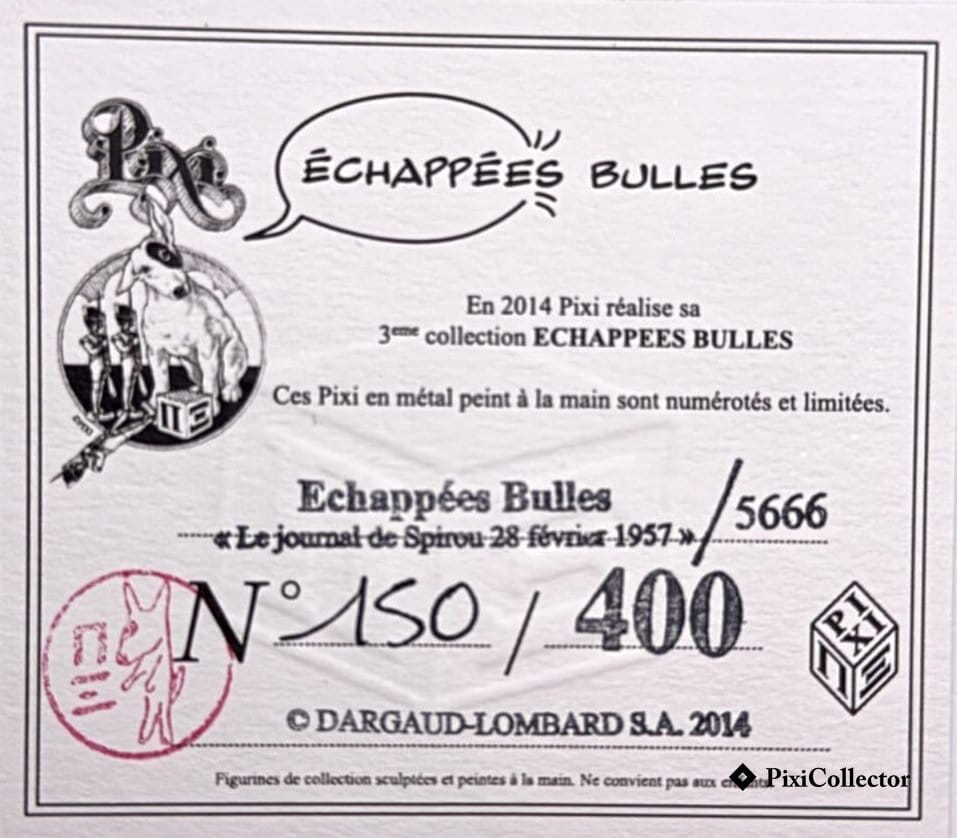 Pixi
ÉCHAPPÉES BULLES
En 2014 Pixi réalise sa
3eme collection ECHAPPEES BULLES
Ces Pixi en métal peint à la main sont numérotés et limitées.
Echappées Bulles
« Le journal de Spirou 28 février 1957 » / 5666
N° 150 / 400
PIXI
© DARGAUD-LOMBARD S.A. 2014
Figurines de collection sculptées et peintes à la main. Ne convient pas aux
PixiCollector